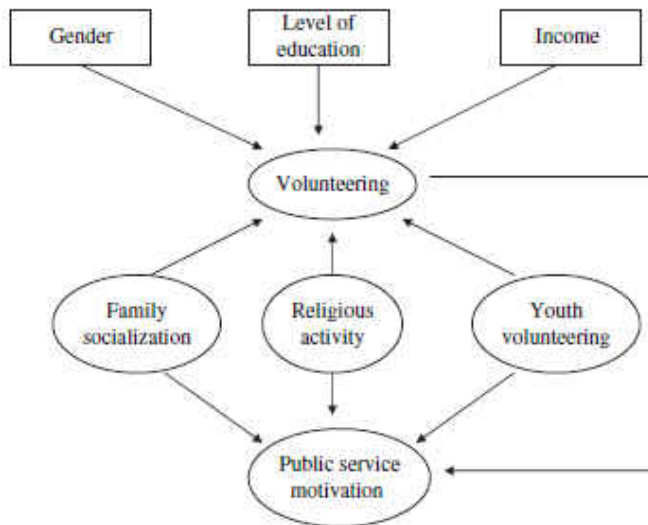 Gender
Level of
education
Income
Volunteering
Family
socialization
Religious
activity
Youth
volunteering
Public service
motivation